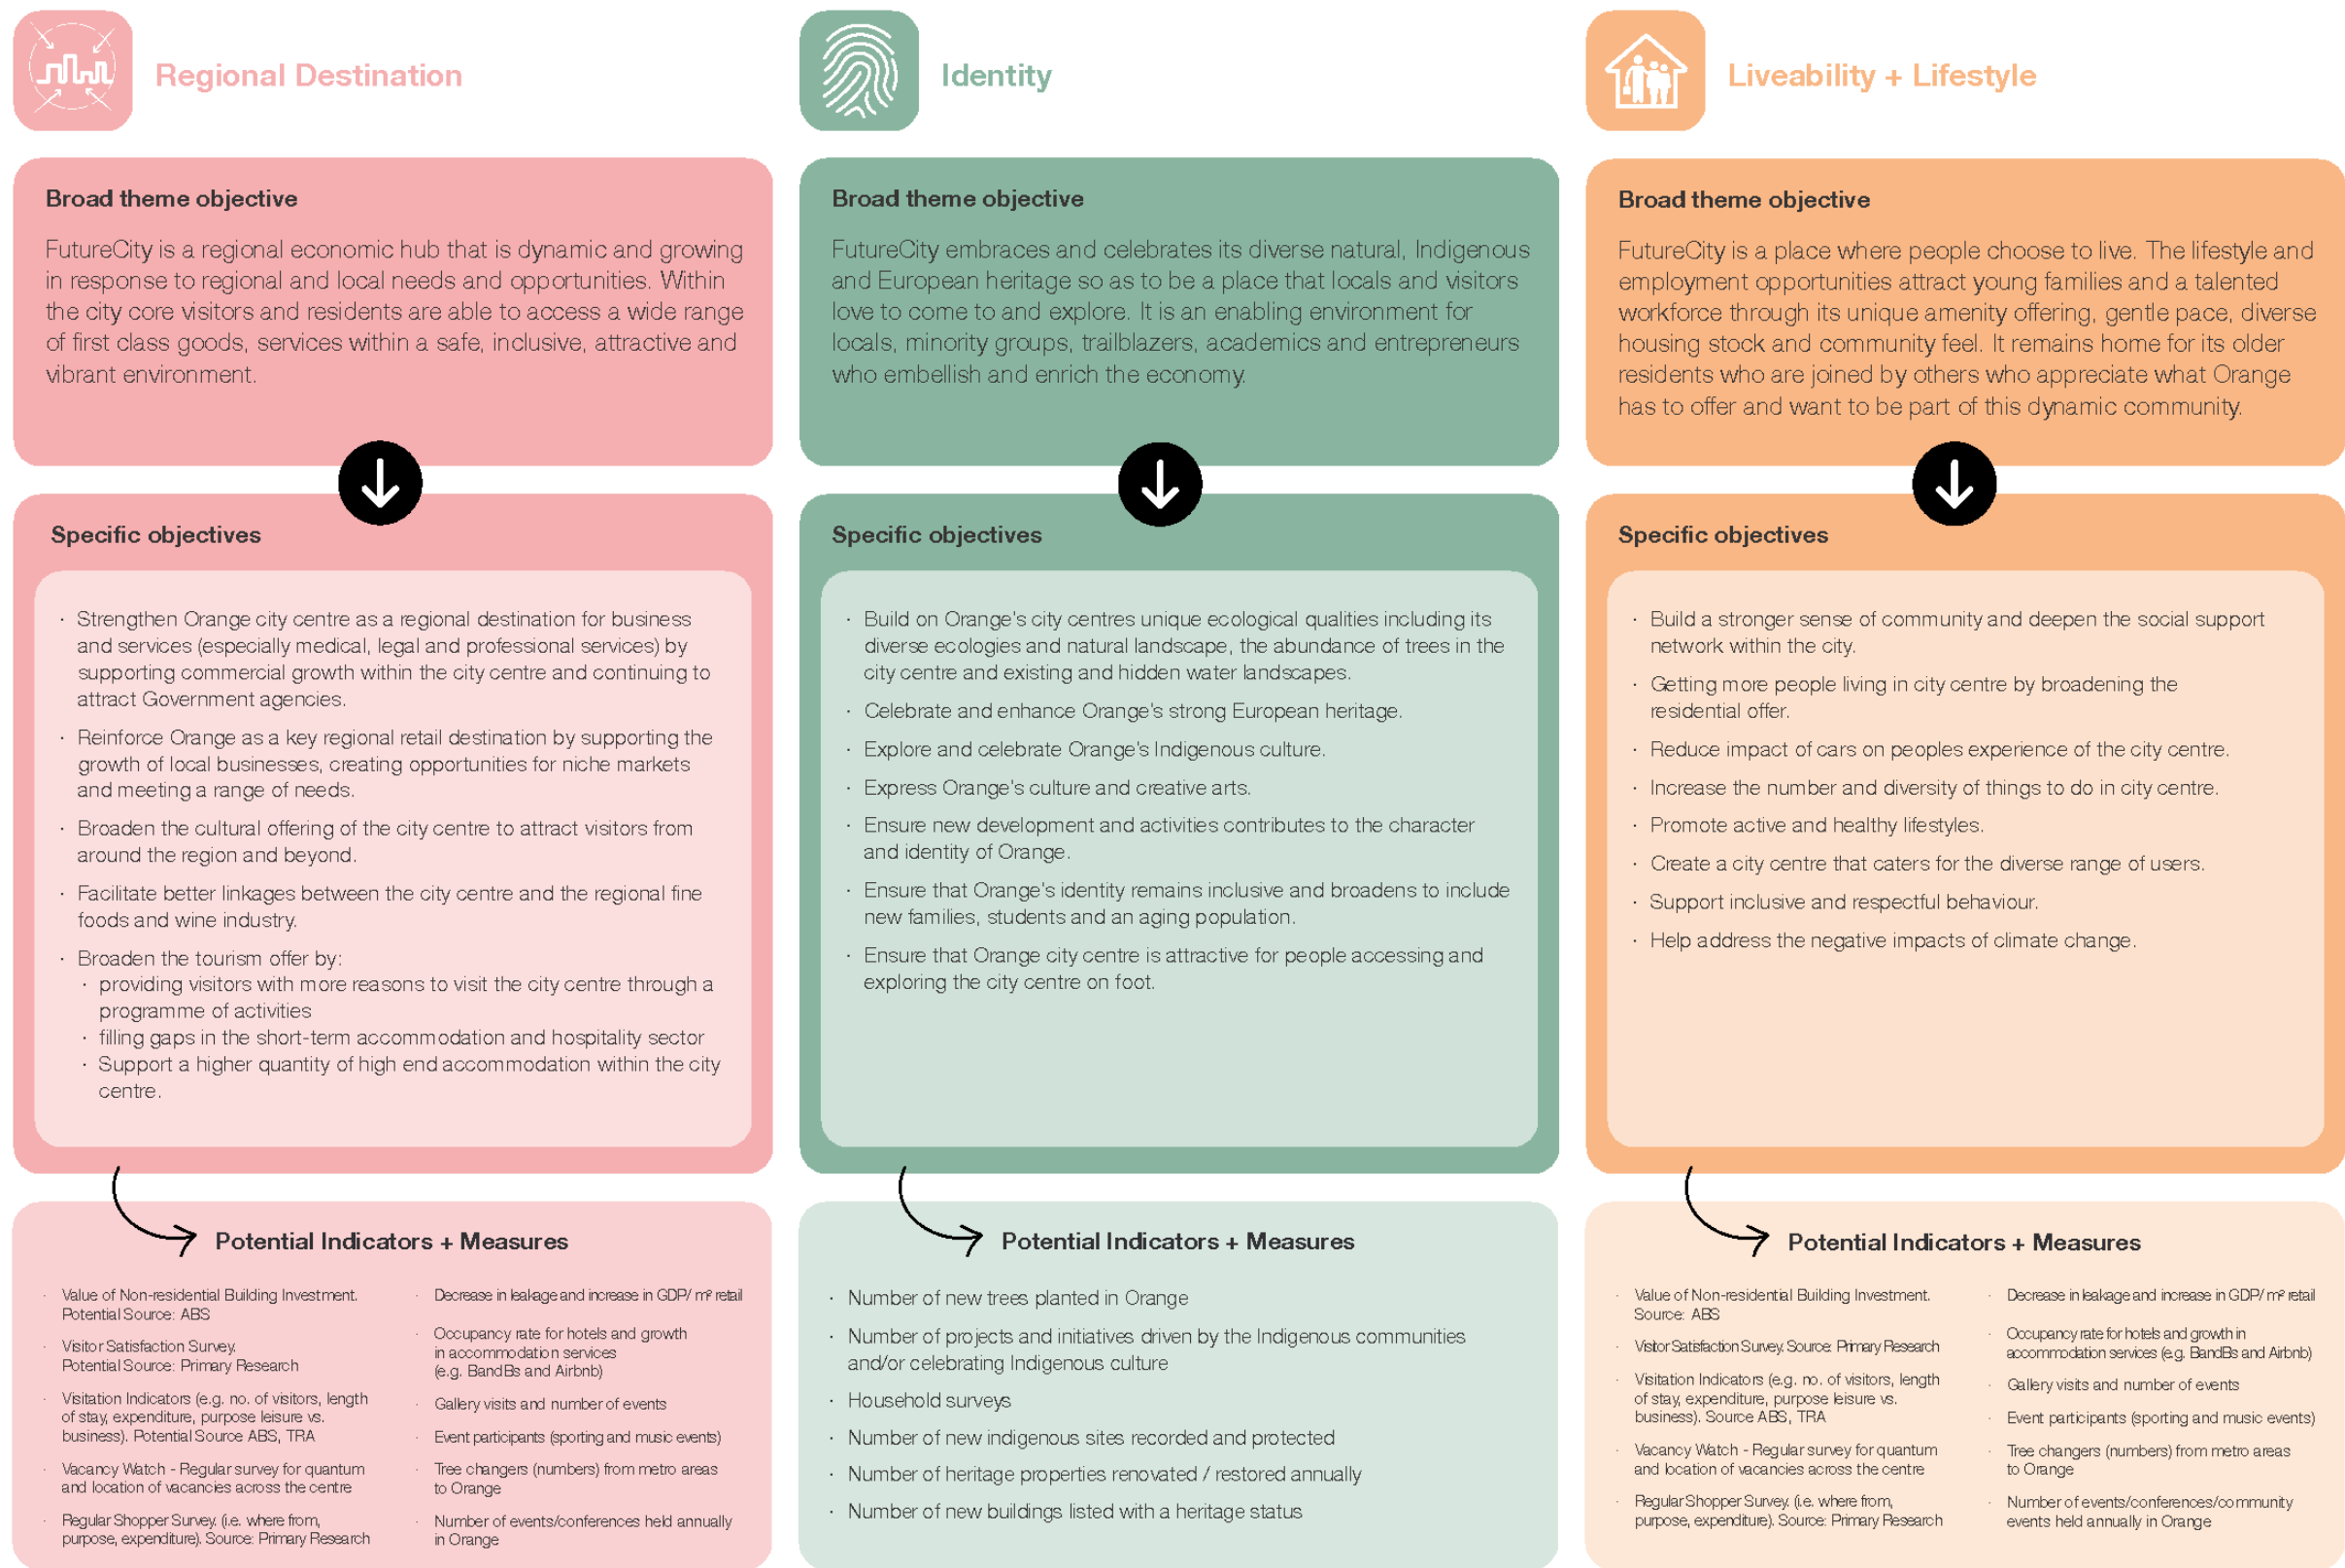 Regional Destination
Broad theme objective
FutureCity is a regional economic hub that is dynamic and growing
in response to regional and local needs and opportunities. Within
the city core visitors and residents are able to access a wide range
of first class goods, services within a safe, inclusive, attractive and
vibrant environment.
Specific objectives
· Strengthen Orange city centre as a regional destination for business
and services (especially medical, legal and professional services) by
supporting commercial growth within the city centre and continuing to
attract Government agencies.
· Reinforce Orange as a key regional retail destination by supporting the
growth of local businesses, creating opportunities for niche markets
and meeting a range of needs.
· Broaden the cultural offering of the city centre to attract visitors from
around the region and beyond.
· Facilitate better linkages between the city centre and the regional fine
foods and wine industry.
· Broaden the tourism offer by:
· providing visitors with more reasons to visit the city centre through a
programme of activities
· filling gaps in the short-term accommodation and hospitality sector
· Support a higher quantity of high end accommodation within the city
centre.
Potential Indicators + Measures
· Value of Non-residential Building Investment.
Potential Source: ABS
· Visitor Satisfaction Survey.
Potential Source: Primary Research
· Visitation Indicators (e.g. no. of visitors, length
of stay, expenditure, purpose leisure vs.
business). Potential Source ABS, TRA
· Vacancy Watch - Regular survey for quantum
and location of vacancies across the centre
· Regular Shopper Survey. (i.e. where from,
purpose, expenditure). Source: Primary Research
· Decrease in leakage and increase in GDP/ m² retail
· Occupancy rate for hotels and growth
in accommodation services
(e.g. BandBs and Airbnb)
· Gallery visits and number of events
· Event participants (sporting and music events)
· Tree changers (numbers) from metro areas
to Orange
· Number of events/conferences held annually
in Orange
Identity
Broad theme objective
FutureCity embraces and celebrates its diverse natural, Indigenous
and European heritage so as to be a place that locals and visitors
love to come to and explore. It is an enabling environment for
locals, minority groups, trailblazers, academics and entrepreneurs
who embellish and enrich the economy.
Specific objectives
· Build on Orange's city centres unique ecological qualities including its
diverse ecologies and natural landscape, the abundance of trees in the
city centre and existing and hidden water landscapes.
· Celebrate and enhance Orange's strong European heritage.
· Explore and celebrate Orange's Indigenous culture.
· Express Orange's culture and creative arts.
· Ensure new development and activities contributes to the character
and identity of Orange.
· Ensure that Orange's identity remains inclusive and broadens to include
new families, students and an aging population.
· Ensure that Orange city centre is attractive for people accessing and
exploring the city centre on foot.
Potential Indicators + Measures
· Number of new trees planted in Orange
· Number of projects and initiatives driven by the Indigenous communities
and/or celebrating Indigenous culture
· Household surveys
· Number of new indigenous sites recorded and protected
· Number of heritage properties renovated / restored annually
· Number of new buildings listed with a heritage status
Liveability + Lifestyle
Broad theme objective
FutureCity is a place where people choose to live. The lifestyle and
employment opportunities attract young families and a talented
workforce through its unique amenity offering, gentle pace, diverse
housing stock and community feel. It remains home for its older
residents who are joined by others who appreciate what Orange
has to offer and want to be part of this dynamic community.
Specific objectives
· Build a stronger sense of community and deepen the social support
network within the city.
· Getting more people living in city centre by broadening the
residential offer.
· Reduce impact of cars on peoples experience of the city centre.
· Increase the number and diversity of things to do in city centre.
· Promote active and healthy lifestyles.
· Create a city centre that caters for the diverse range of users.
· Support inclusive and respectful behaviour.
· Help address the negative impacts of climate change.
Potential Indicators + Measures
· Value of Non-residential Building Investment.
Source: ABS
· Visitor Satisfaction Survey. Source: Primary Research
· Visitation Indicators (e.g. no. of visitors, length
of stay, expenditure, purpose leisure vs.
business). Source ABS, TRA
· Vacancy Watch - Regular survey for quantum
and location of vacancies across the centre
· Regular Shopper Survey. (i.e. where from,
purpose, expenditure). Source: Primary Research
· Decrease in leakage and increase in GDP/ m² retail
· Occupancy rate for hotels and growth in
accommodation services (e.g. BandBs and Airbnb)
· Gallery visits and number of events
· Event participants (sporting and music events)
· Tree changers (numbers) from metro areas
to Orange
· Number of events/conferences/community
events held annually in Orange